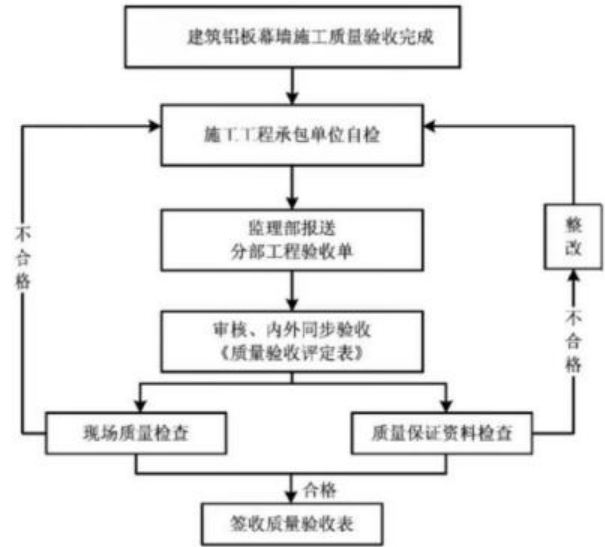 建筑铝板幕墙施工质量验收完成
施工工程承包单位自检
监理部报送
分部工程验收单
整改
不合格
不合格
审核、内外同步验收
《质量验收评定表》
现场质量检查
质量保证资料检查
合格
签收质量验收表